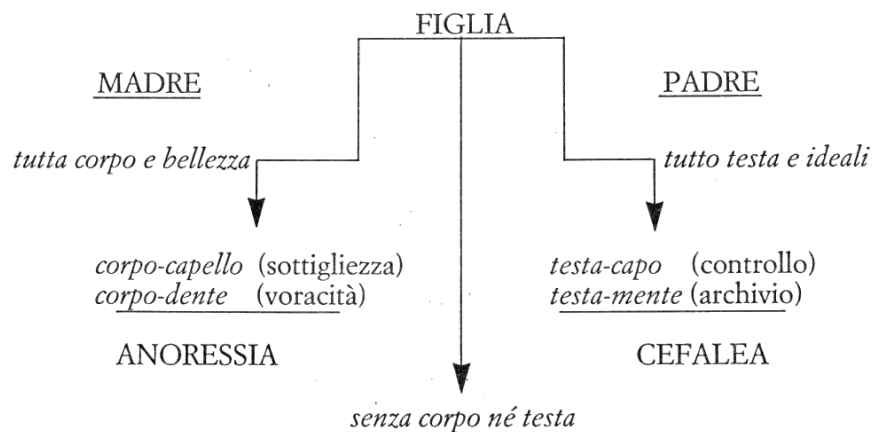 FIGLIA
MADRE PADRE
tutta corpo e bellezza tutto testa e ideali
corpo-capello (sottigliezza) testa-capo (controllo)
corpo-dente (voracità) testa-mente (archivio)
ANORESSIA CEFALEA
senza corpo né testa